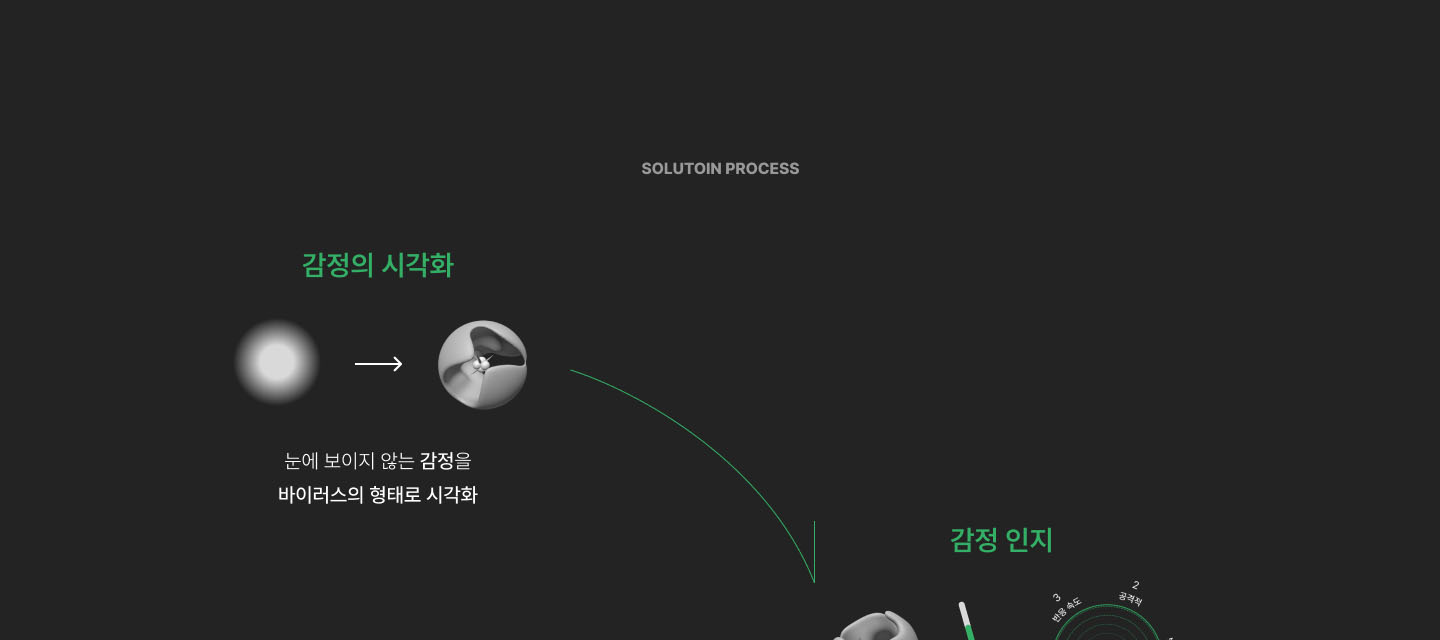 SOLUTOIN PROCESS
감정의 시각화
눈에 보이지 않는 감정을
바이러스의 형태로 시각화
감정 인지
2
공격적
3
반응 속도